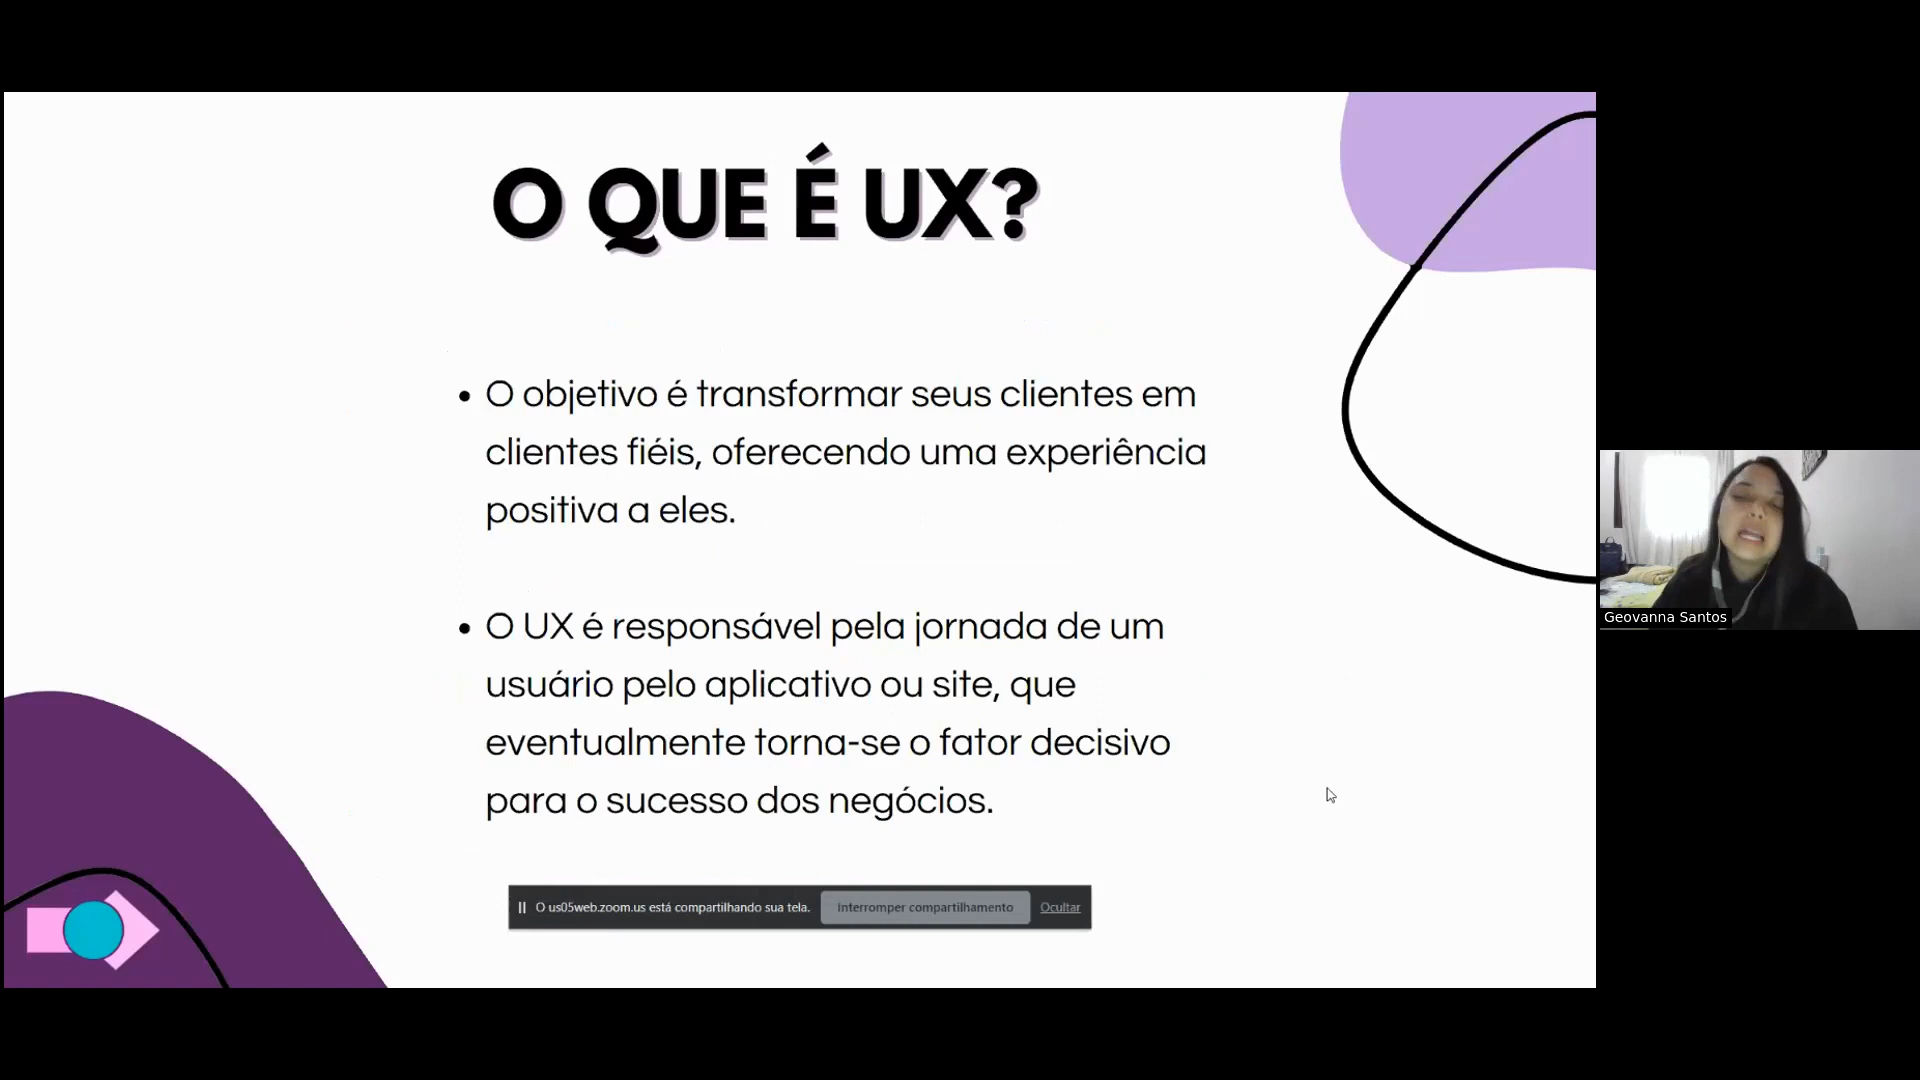 O QUE É UX?
• O objetivo é transformar seus clientes em
clientes fiéis, oferecendo uma experiência
positiva a eles.
• O UX é responsável pela jornada de um
usuário pelo aplicativo ou site, que
eventualmente torna-se o fator decisivo
para o sucesso dos negócios.
O us05web.zoom.us está compartilhando sua tela. Interromper compartilhamento Ocultar
Geovanna Santos